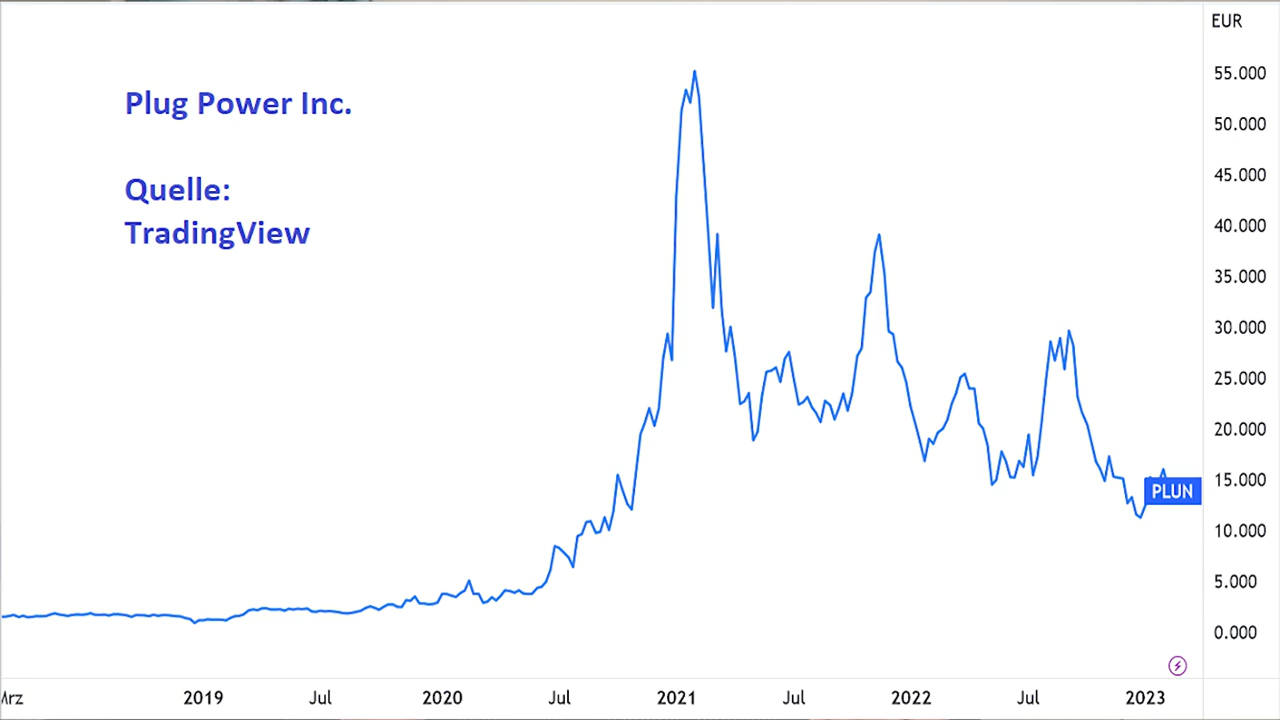 EUR
Plug Power Inc.
Quelle:
TradingView
55.000
50.000
45.000
40.000
35.000
30.000
25.000
20.000
15.000
PLUN
10.000
5.000
0.000
Mrz 2019 Jul 2020 Jul 2021 Jul 2022 Jul 2023